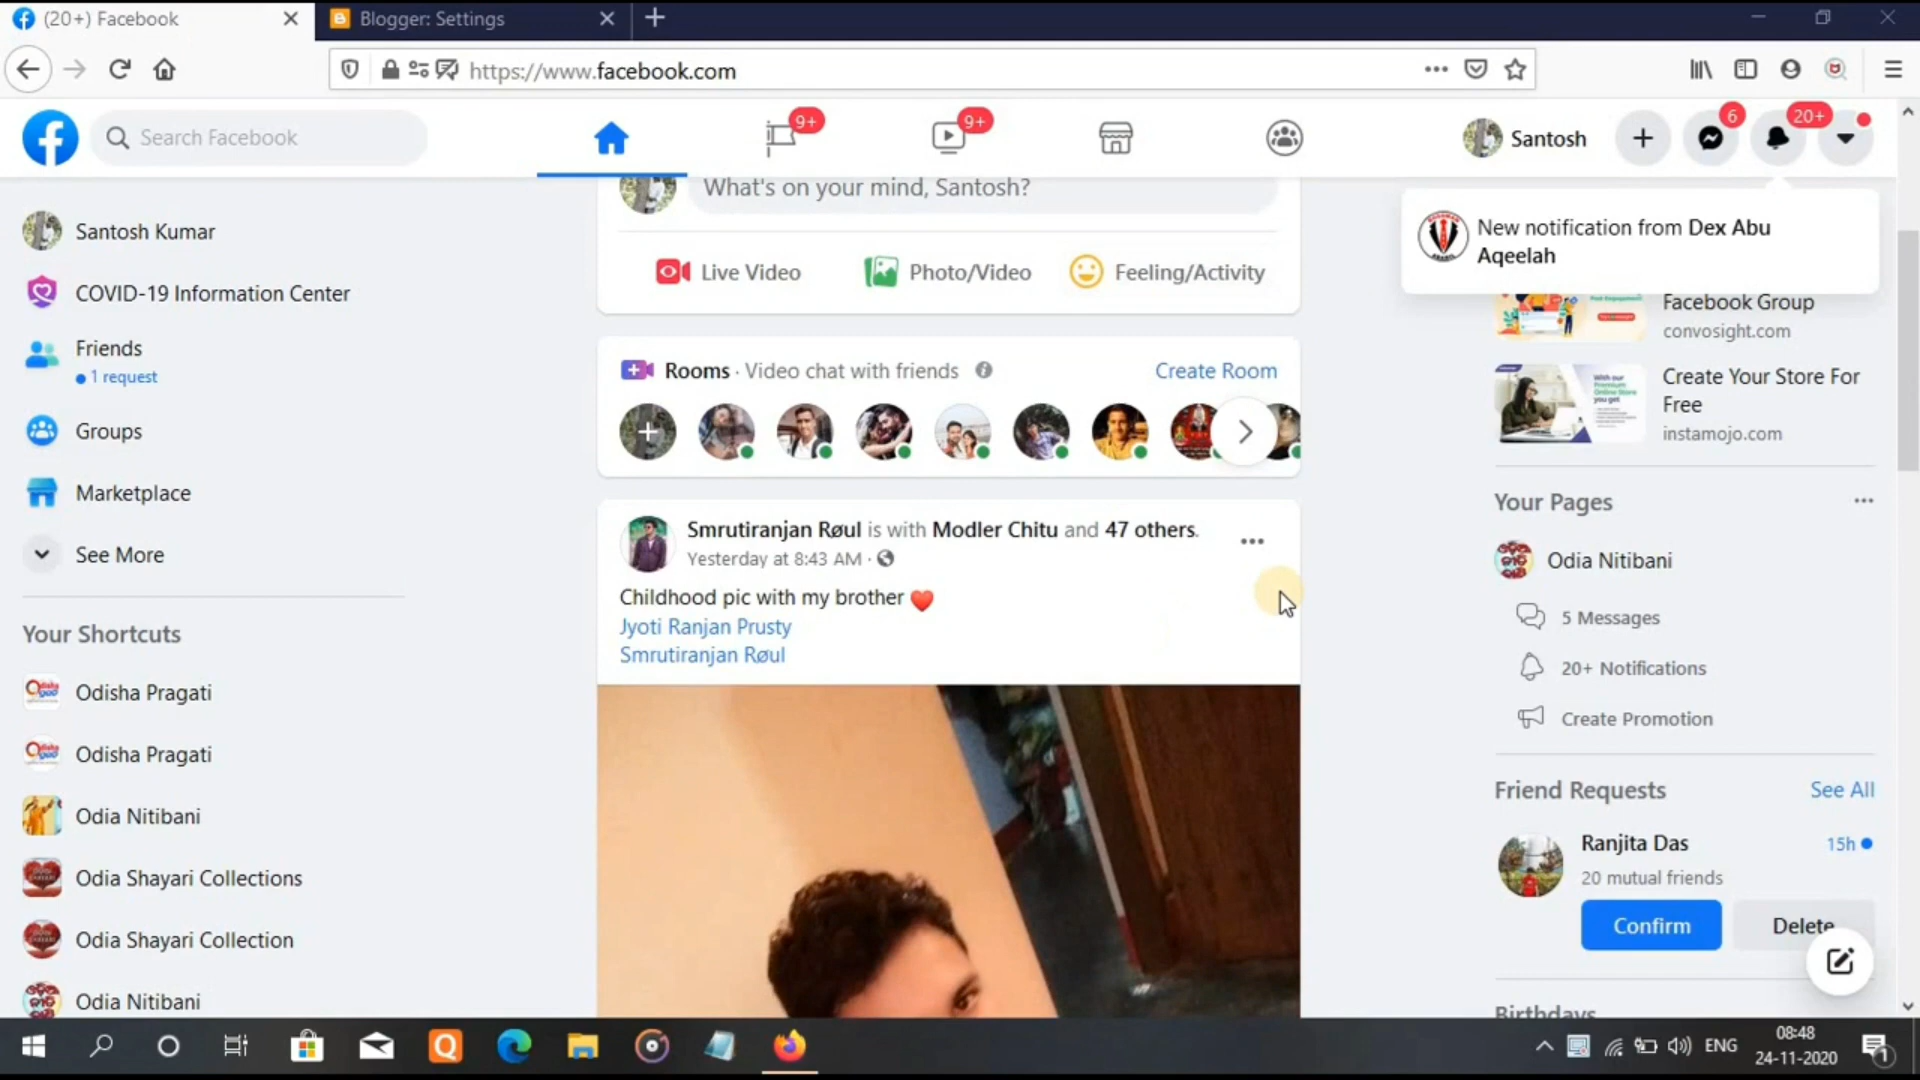 (20+) Facebook
Blogger: Settings
https://www.facebook.com
Search Facebook
9+
9+
Santosh
6
20+
Santosh Kumar
COVID-19 Information Center
Friends
1 request
Groups
Marketplace
See More
Your Shortcuts
Odisha Pragati
Odisha Pragati
Odia Nitibani
Odia Shayari Collections
Odia Shayari Collection
Odia Nitibani
What's on your mind, Santosh?
Live Video
Photo/Video
Feeling/Activity
Rooms · Video chat with friends
Create Room
Smrutiranjan Røul is with Modler Chitu and 47 others.
Yesterday at 8:43 AM ·
Childhood pic with my brother
Jyoti Ranjan Prusty
Smrutiranjan Røul
New notification from Dex Abu
Aqeelah
Facebook Group
convosight.com
Create Your Store For
Free
instamojo.com
Your Pages
Odia Nitibani
5 Messages
20+ Notifications
Create Promotion
Friend Requests
See All
Ranjita Das
15h
20 mutual friends
Confirm
Delete
Birthdays
ENG
08:48
24-11-2020
1